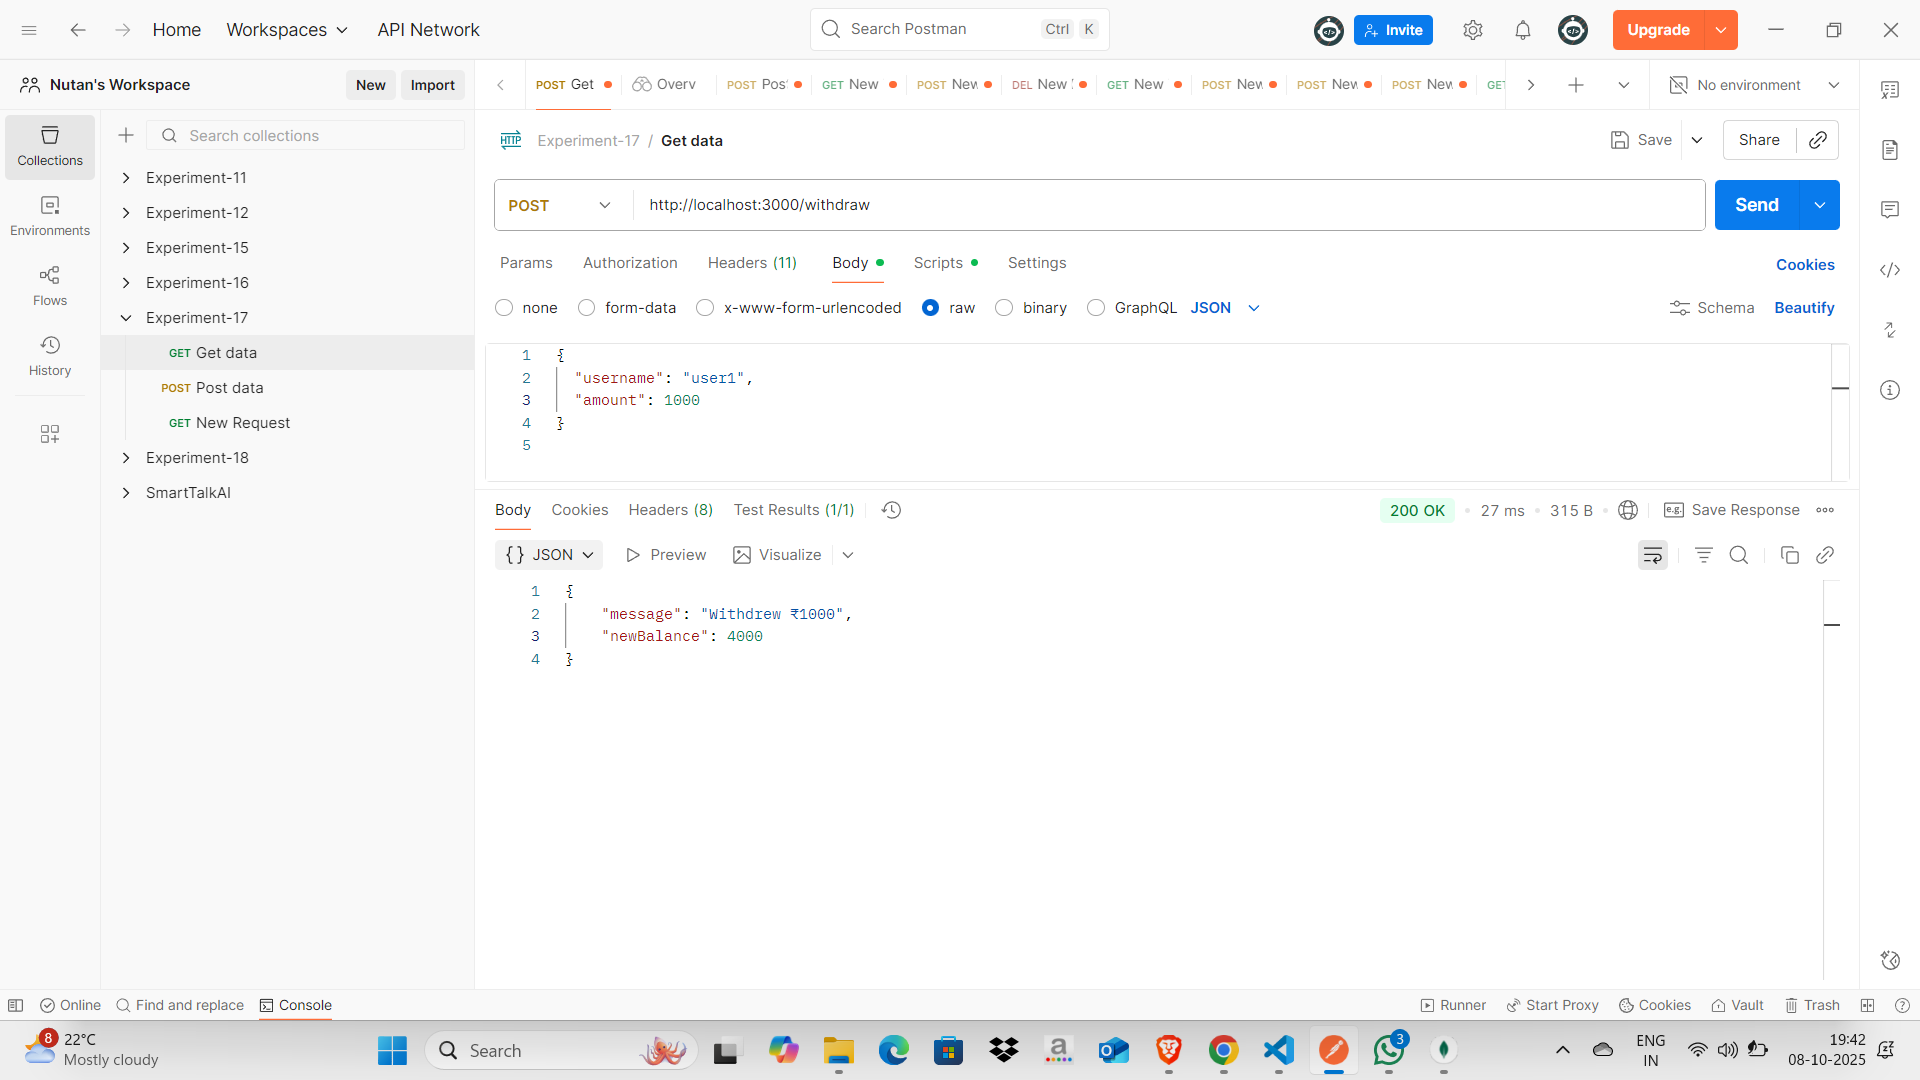 Home
Workspaces
API Network
Search Postman
Ctrl K
Invite
Upgrade
Nutan's Workspace
New
Import
POST Get
Overv
POST Pos
GET New
POST New
DEL New
GET New
POST New
POST New
POST New
GET
No environment
Collections
Environments
Flows
History
Search collections
Experiment-11
Experiment-12
Experiment-15
Experiment-16
Experiment-17
GET Get data
POST Post data
GET New Request
Experiment-18
SmartTalkAI
HTTP Experiment-17 / Get data
Save
Share
POST http://localhost:3000/withdraw
Send
Params Authorization Headers (11) Body Scripts Settings
Cookies
none form-data x-www-form-urlencoded raw binary GraphQL JSON
Schema Beautify
1 {
2 "username": "user1",
3 "amount": 1000
4 }
5
Body Cookies Headers (8) Test Results (1/1)
200 OK • 27 ms • 315 B
e.g. Save Response
{} JSON Preview Visualize
1 {
2 "message": "Withdrew ₹1000",
3 "newBalance": 4000
4 }
Online Find and replace Console
Runner Start Proxy Cookies Vault Trash
8
22°C
Mostly cloudy
Search
a
3
ENG
IN
19:42
08-10-2025